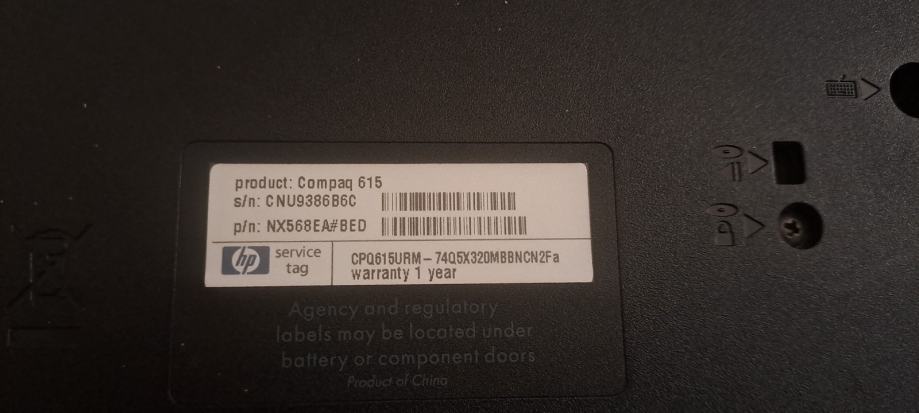 product: Compaq 615
s/n: CNU9386B6C
p/n: NX568EA#BED
hp
service
tag
CPQ615URM-74Q5X320MBBNCN2Fa
warranty 1 year
Agency and regulatory
labels may be located under
battery or component doors
Product of China